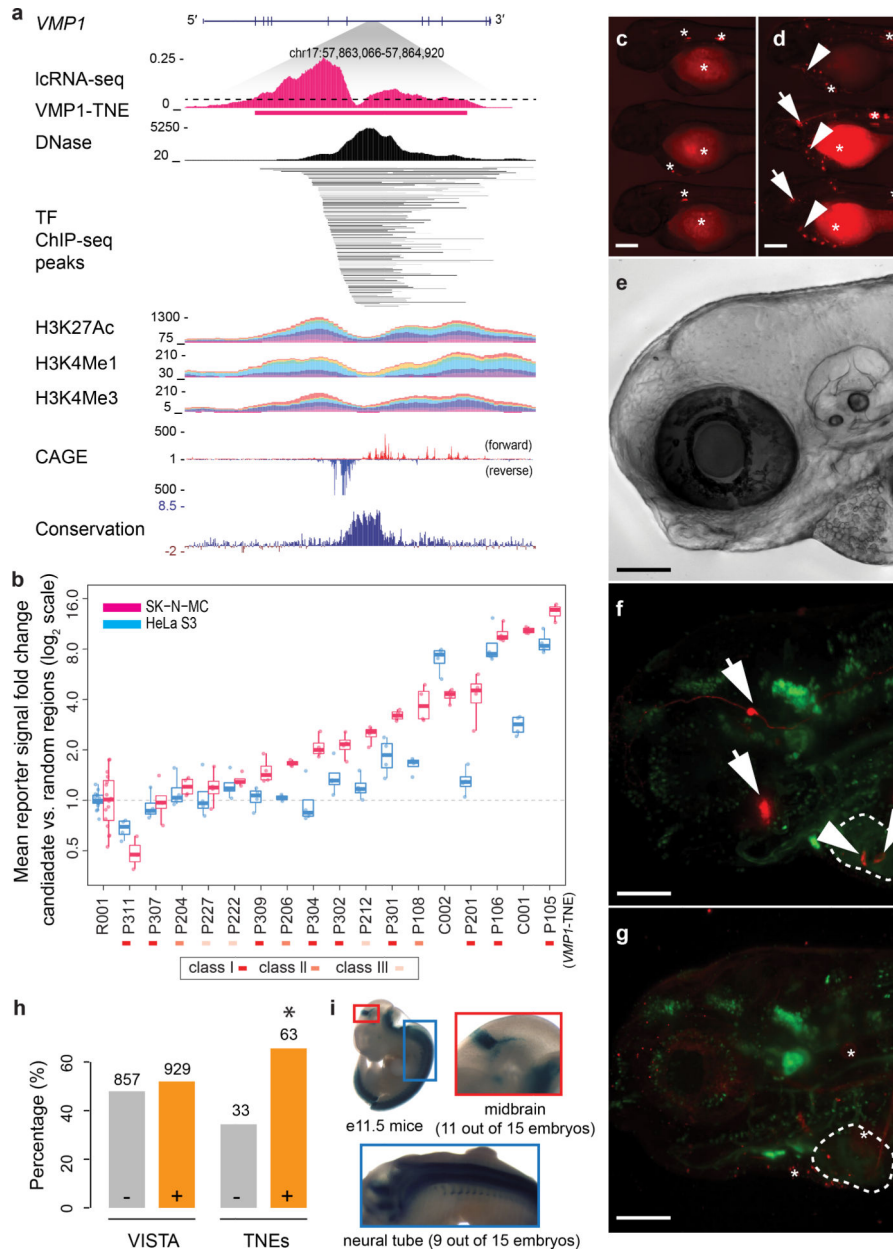 a
VMP1
5′
3′
chr17:57,863,066-57,864,920
lcRNA-seq
0.25
0
VMP1-TNE
DNase
5250
20
TF
ChIP-seq
peaks
H3K27Ac
1300
75
H3K4Me1
210
30
H3K4Me3
210
5
CAGE
500
1
500
(forward)
(reverse)
Conservation
8.5
-2
b
SK−N−MC
HeLa S3
Mean reporter signal fold change
candiadate vs. random regions (log2 scale)
16.0
8.0
4.0
2.0
1.0
0.5
R001
P311
P307
P204
P227
P222
P309
P206
P304
P302
P212
P301
P108
C002
P201
P106
C001
P105
(VMP1-TNE)
class I
class II
class III
c
*
*
*
*
*
*
*
d
*
*
*
*
*
*
*
e
f
g
*
*
*
h
Percentage (%)
60
40
20
0
857
929
33
63
*
-
+
-
+
VISTA
TNEs
i
e11.5 mice
midbrain
(11 out of 15 embryos)
neural tube (9 out of 15 embryos)